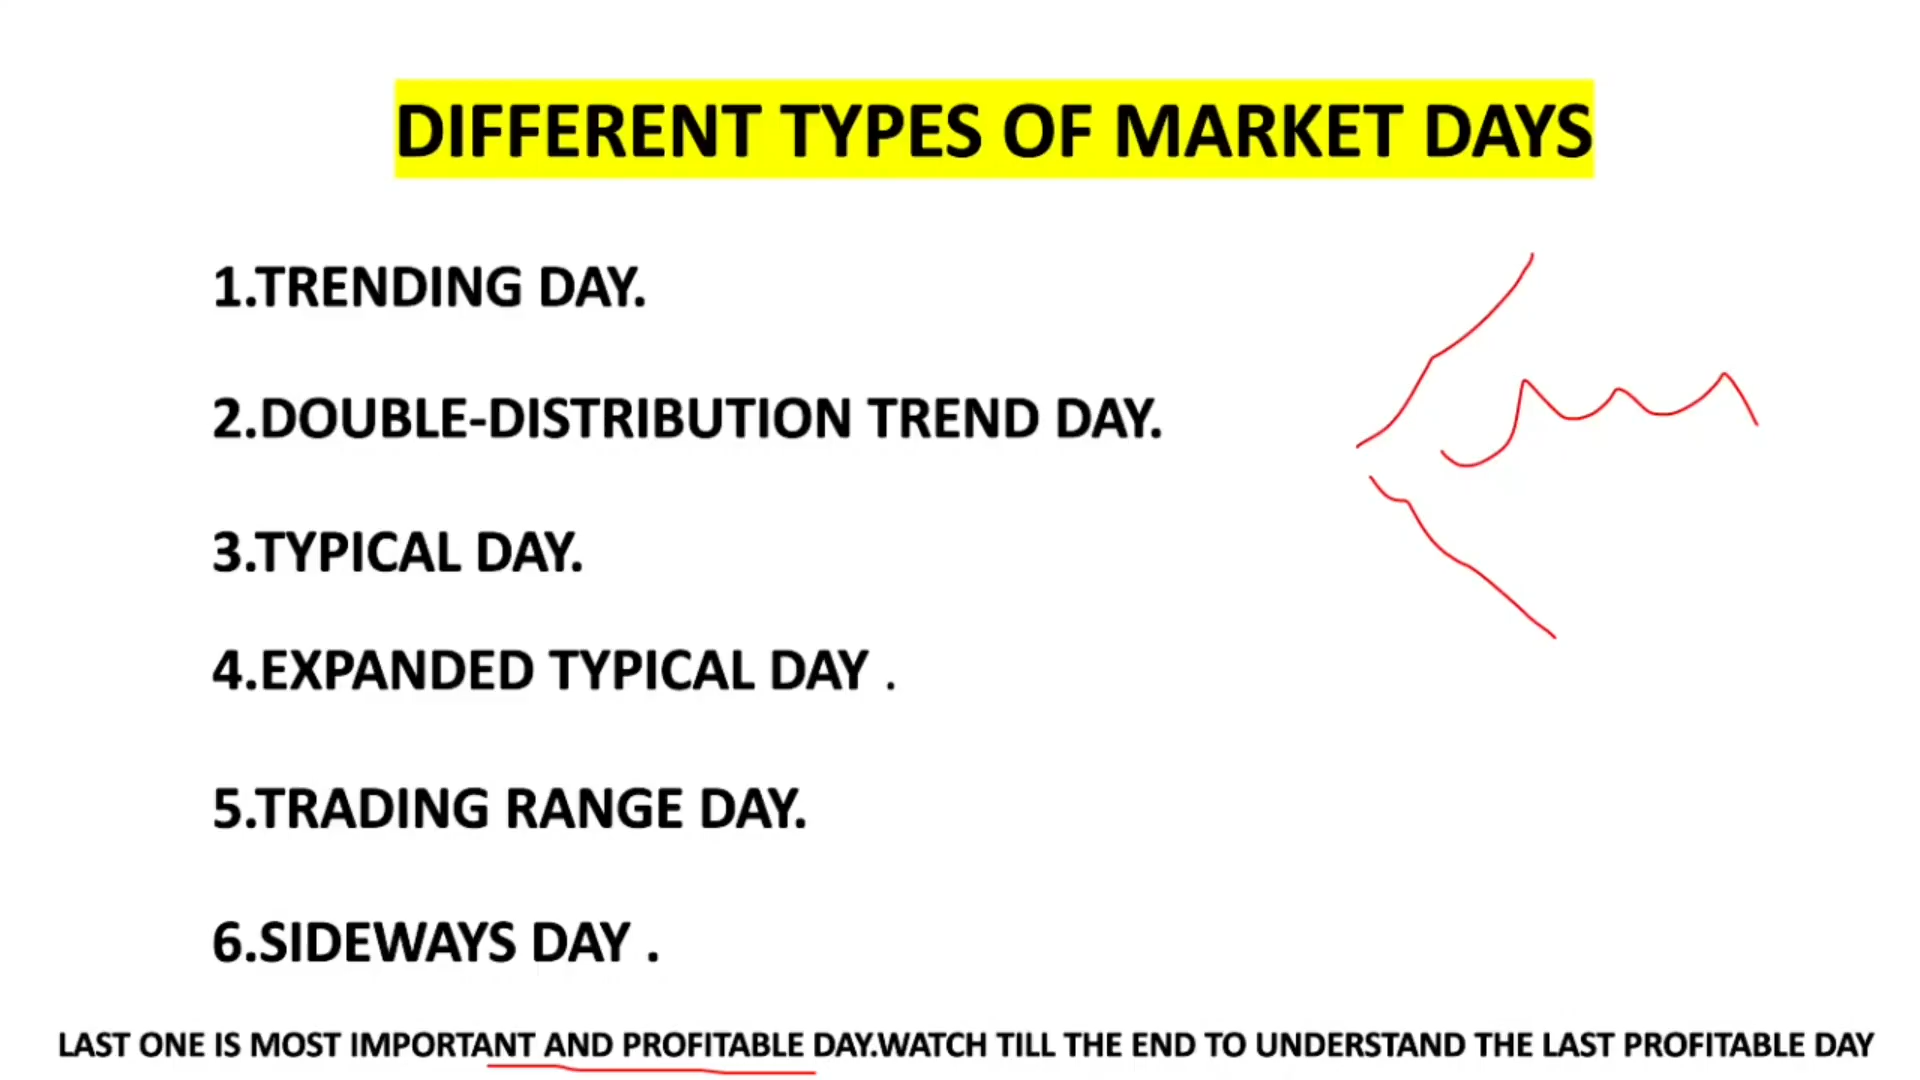 DIFFERENT TYPES OF MARKET DAYS
1.TRENDING DAY.
2.DOUBLE-DISTRIBUTION TREND DAY.
3.TYPICAL DAY.
4.EXPANDED TYPICAL DAY .
5.TRADING RANGE DAY.
6.SIDEWAYS DAY .
LAST ONE IS MOST IMPORTANT AND PROFITABLE DAY.WATCH TILL THE END TO UNDERSTAND THE LAST PROFITABLE DAY